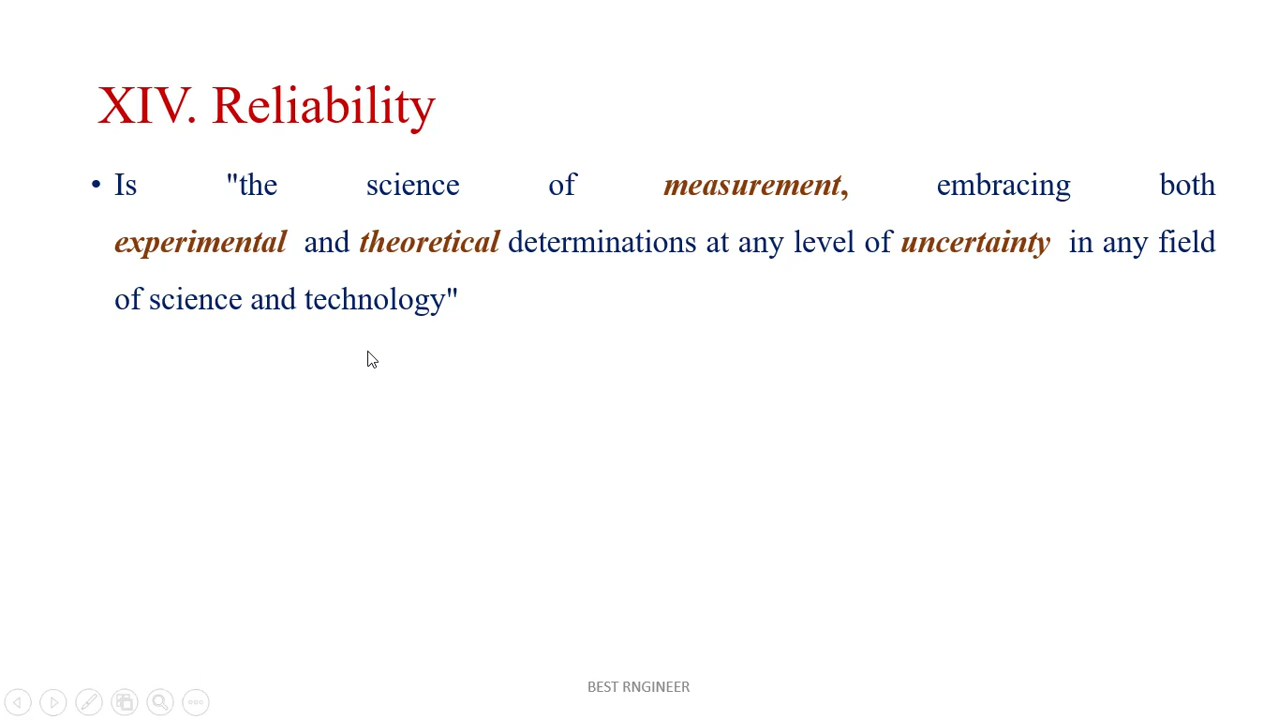 XIV. Reliability
• Is "the science of measurement, embracing both
experimental and theoretical determinations at any level of uncertainty in any field
of science and technology"
BEST RNGINEER